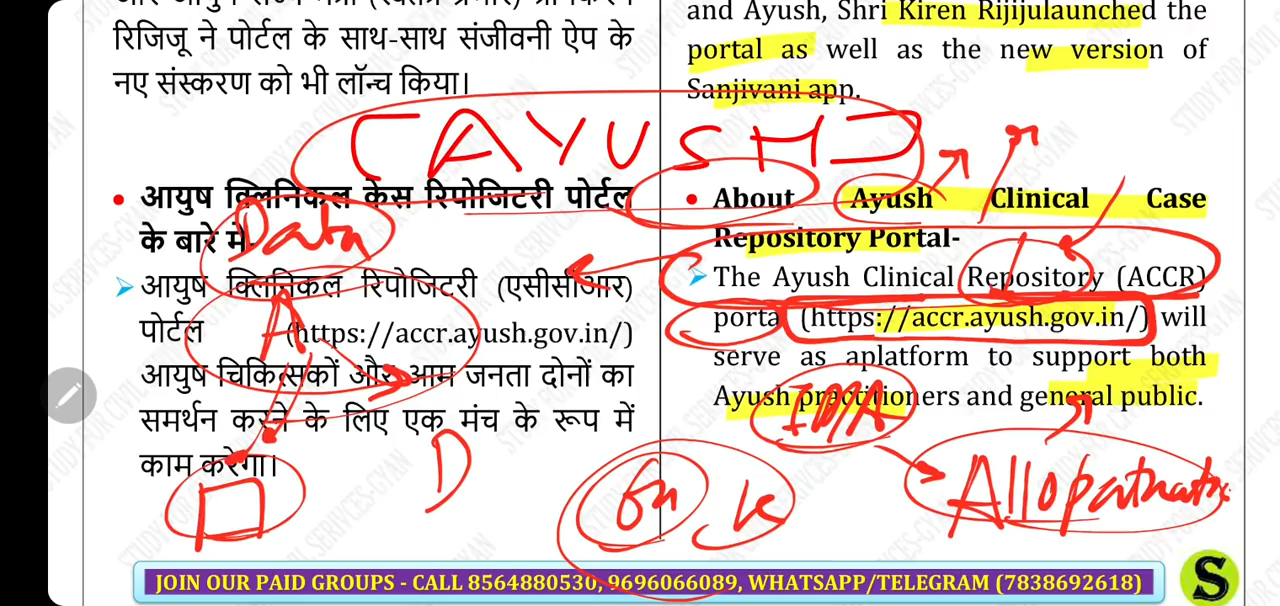 और आयुष राज्य मंत्री (स्वतंत्र प्रभार) श्री किरेन
रिजिजू ने पोर्टल के साथ-साथ संजीवनी ऐप के
नए संस्करण को भी लॉन्च किया।
• आयुष क्लिनिकल केस रिपोजिटरी पोर्टल
के बारे में-
आयुष क्लिनिकल रिपोजिटरी (एसीसीआर)
पोर्टल (https://accr.ayush.gov.in/)
आयुष चिकित्सकों और आम जनता दोनों का
समर्थन करने के लिए एक मंच के रूप में
काम करेगा।
and Ayush, Shri Kiren Rijijulaunched the
portal as well as the new version of
Sanjivani app.
• About Ayush Clinical Case
Repository Portal-
The Ayush Clinical Repository (ACCR)
portal (https://accr.ayush.gov.in/) will
serve as aplatform to support both
Ayush practitioners and general public.
(AYUSH)
Data
A
D
IMA
JOIN OUR PAID GROUPS - CALL 8564880530, 9696066089, WHATSAPP/TELEGRAM (7838692618)
S